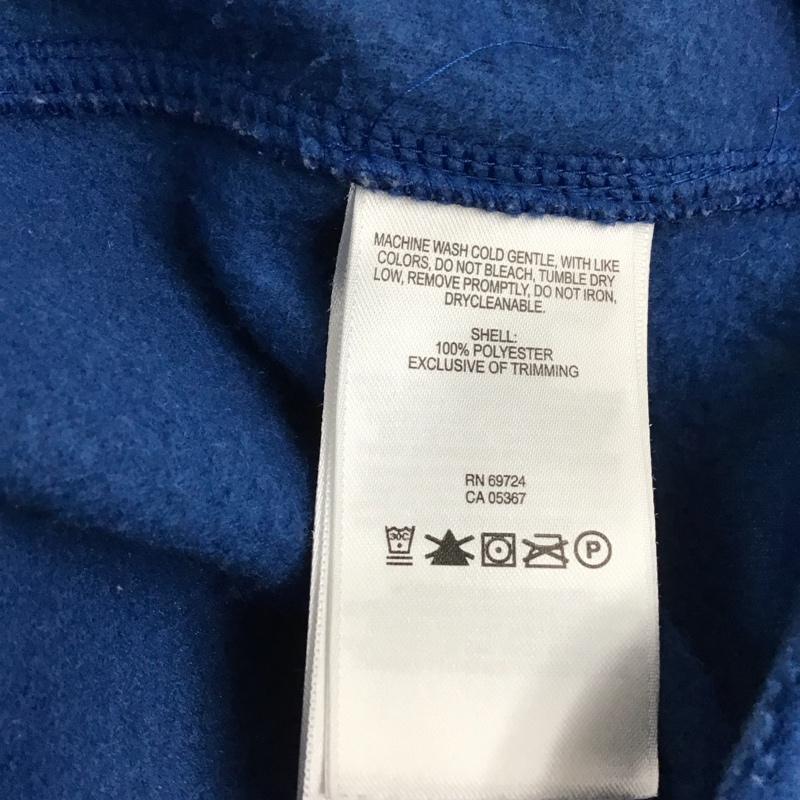 MACHINE WASH COLD GENTLE, WITH LIKE
COLORS, DO NOT BLEACH, TUMBLE DRY
LOW, REMOVE PROMPTLY, DO NOT IRON,
DRYCLEANABLE.
SHELL:
100% POLYESTER
EXCLUSIVE OF TRIMMING
RN 69724
CA 05367
30C P